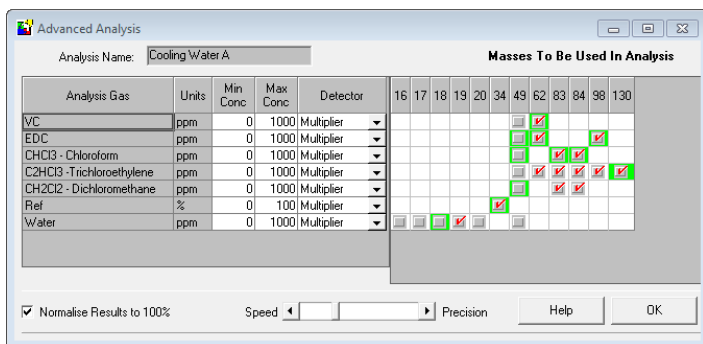 Advanced Analysis
Analysis Name: Cooling Water A Masses To Be Used In Analysis
Analysis Gas Units Min Conc Max Conc Detector 16 17 18 19 20 34 49 62 83 84 98 130
VC ppm 0 1000 Multiplier
EDC ppm 0 1000 Multiplier
CHCl3 - Chloroform ppm 0 1000 Multiplier
C2HCl3 -Trichloroethylene ppm 0 1000 Multiplier
CH2Cl2 - Dichloromethane ppm 0 1000 Multiplier
Ref % 0 100 Multiplier
Water ppm 0 1000 Multiplier
Normalise Results to 100% Speed Precision Help OK